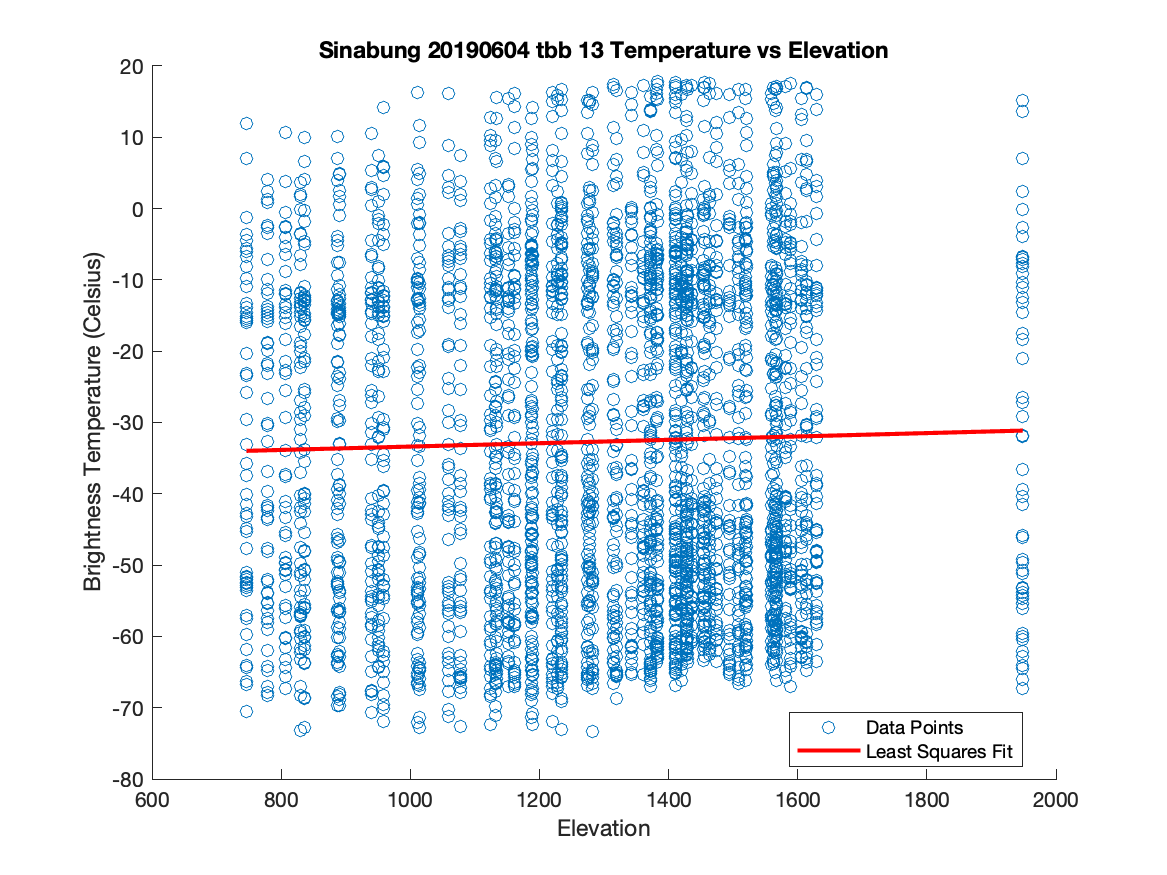 Sinabung 20190604 tbb 13 Temperature vs Elevation
20
10
0
-10
-20
-30
-40
-50
-60
-70
-80
Brightness Temperature (Celsius)
Data Points
Least Squares Fit
600 800 1000 1200 1400 1600 1800 2000
Elevation